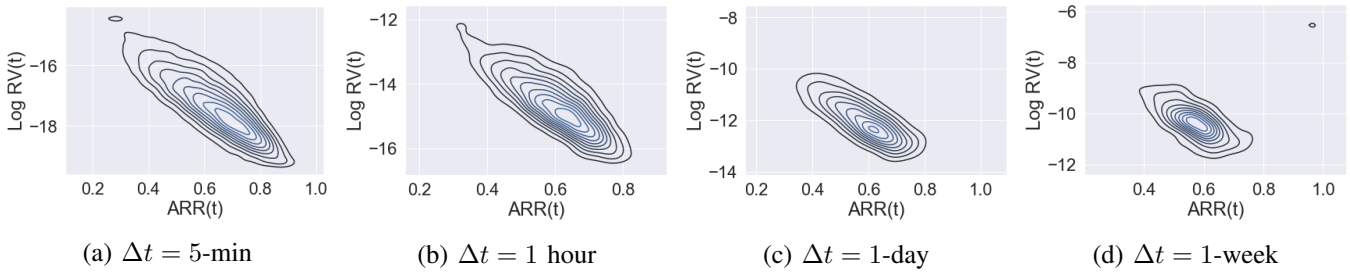 Log RV(t)
−16
−18
0.2 0.4 0.6 0.8 1.0
ARR(t)
(a) Δt = 5-min
Log RV(t)
−12
−14
−16
0.2 0.4 0.6 0.8
ARR(t)
(b) Δt = 1 hour
Log RV(t)
−8
−10
−12
−14
0.2 0.4 0.6 0.8 1.0
ARR(t)
(c) Δt = 1-day
Log RV(t)
−6
−8
−10
−12
0.4 0.6 0.8 1.0
ARR(t)
(d) Δt = 1-week